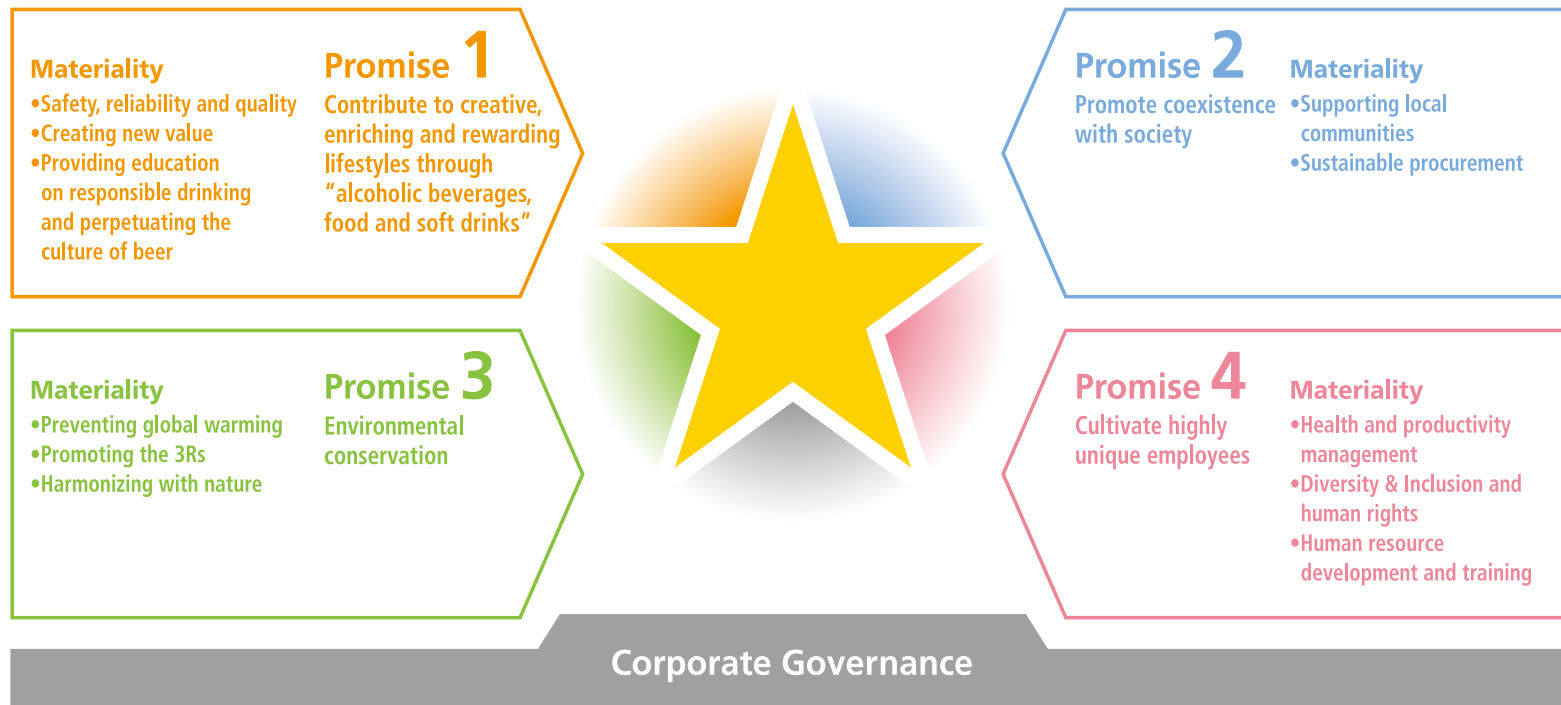 Materiality
•Safety, reliability and quality
•Creating new value
•Providing education
on responsible drinking
and perpetuating the
culture of beer
Promise 1
Contribute to creative,
enriching and rewarding
lifestyles through
“alcoholic beverages,
food and soft drinks”
Promise 2
Promote coexistence
with society
Materiality
•Supporting local
communities
•Sustainable procurement
Materiality
•Preventing global warming
•Promoting the 3Rs
•Harmonizing with nature
Promise 3
Environmental
conservation
Promise 4
Cultivate highly
unique employees
Materiality
•Health and productivity
management
•Diversity & Inclusion and
human rights
•Human resource
development and training
Corporate Governance